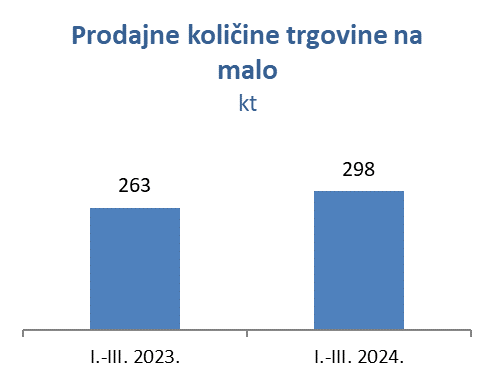 Prodajne količine trgovine na
malo
kt
263
298
I.-III. 2023.
I.-III. 2024.